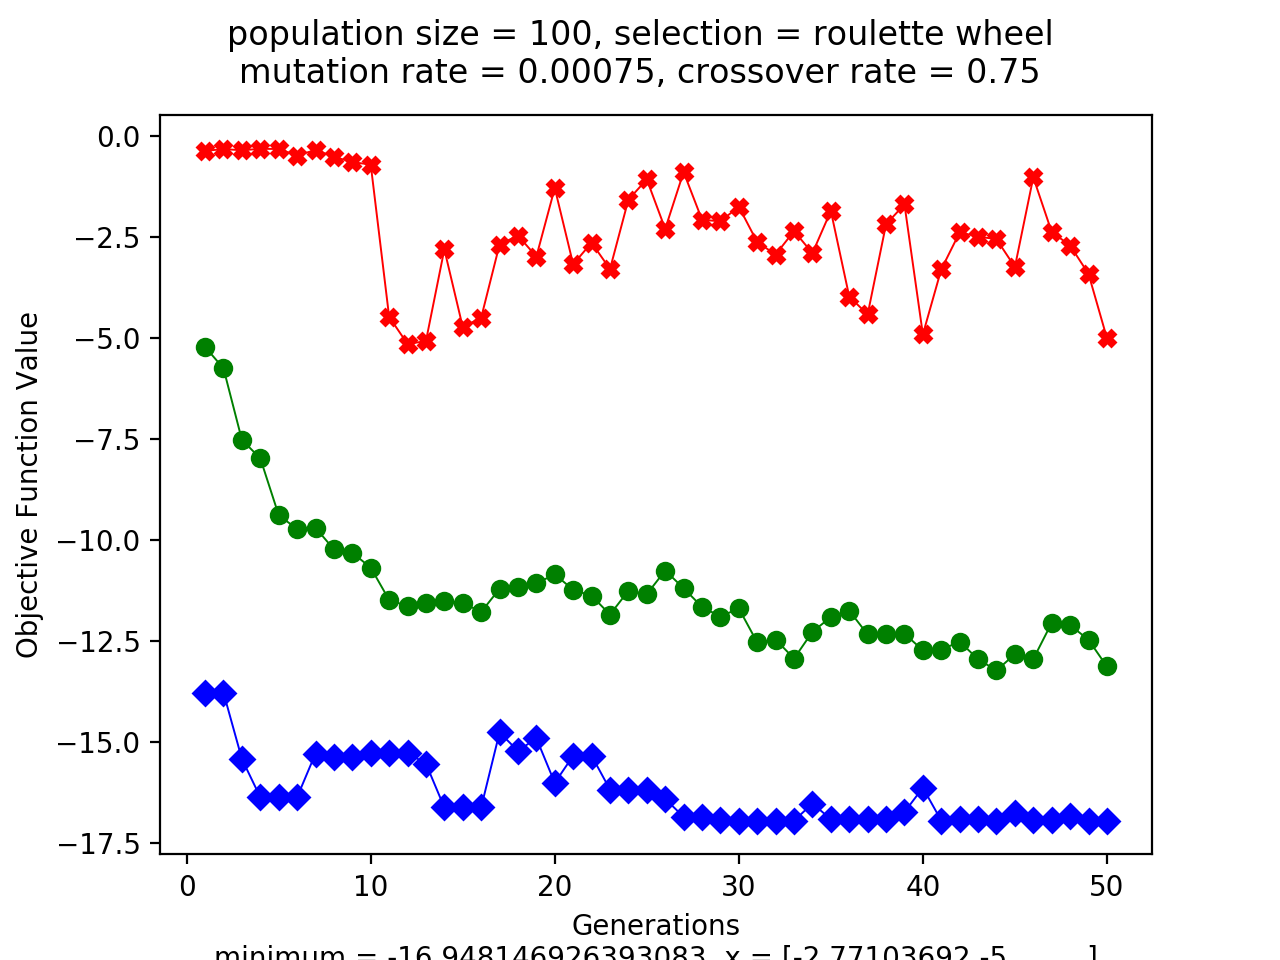 population size = 100, selection = roulette wheel
mutation rate = 0.00075, crossover rate = 0.75
0.0
−2.5
−5.0
−7.5
−10.0
−12.5
−15.0
−17.5
Objective Function Value
0 10 20 30 40 50
Generations
minimum = -16.948146926393083, x = [-2.77103692 -5. ]